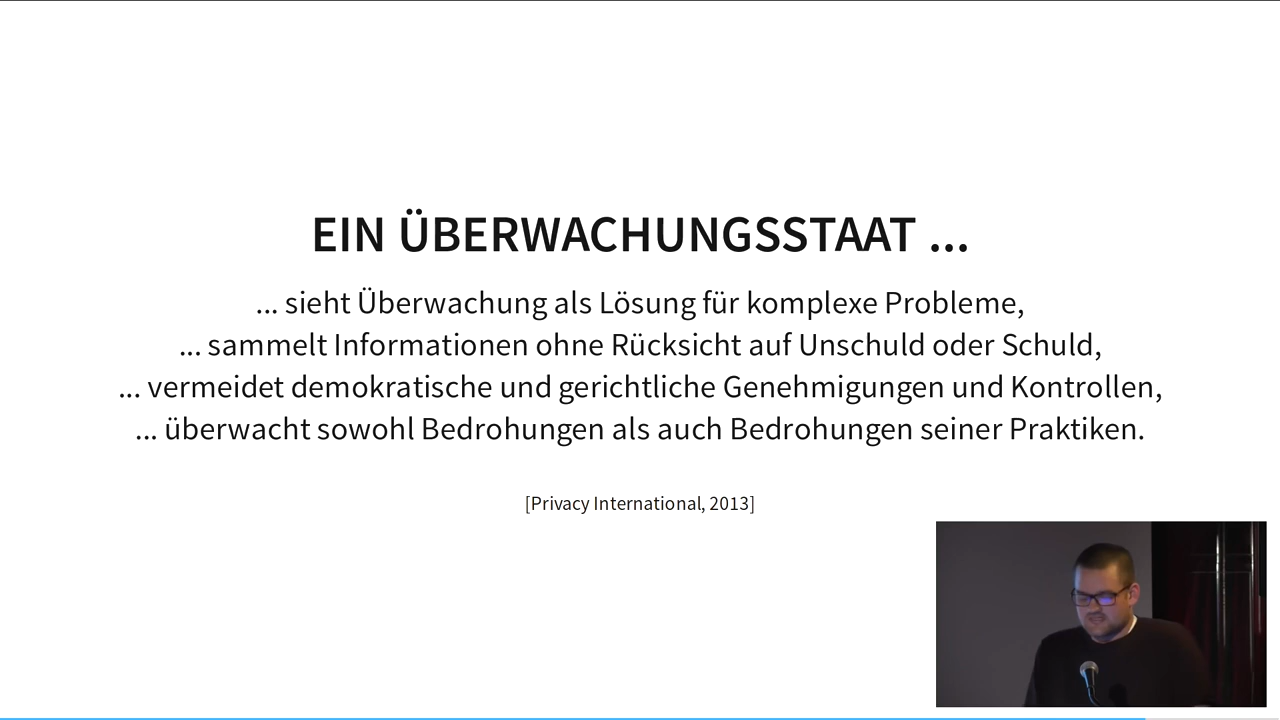 EIN ÜBERWACHUNGSSTAAT ...
... sieht Überwachung als Lösung für komplexe Probleme,
... sammelt Informationen ohne Rücksicht auf Unschuld oder Schuld,
... vermeidet demokratische und gerichtliche Genehmigungen und Kontrollen,
... überwacht sowohl Bedrohungen als auch Bedrohungen seiner Praktiken.
[Privacy International, 2013]